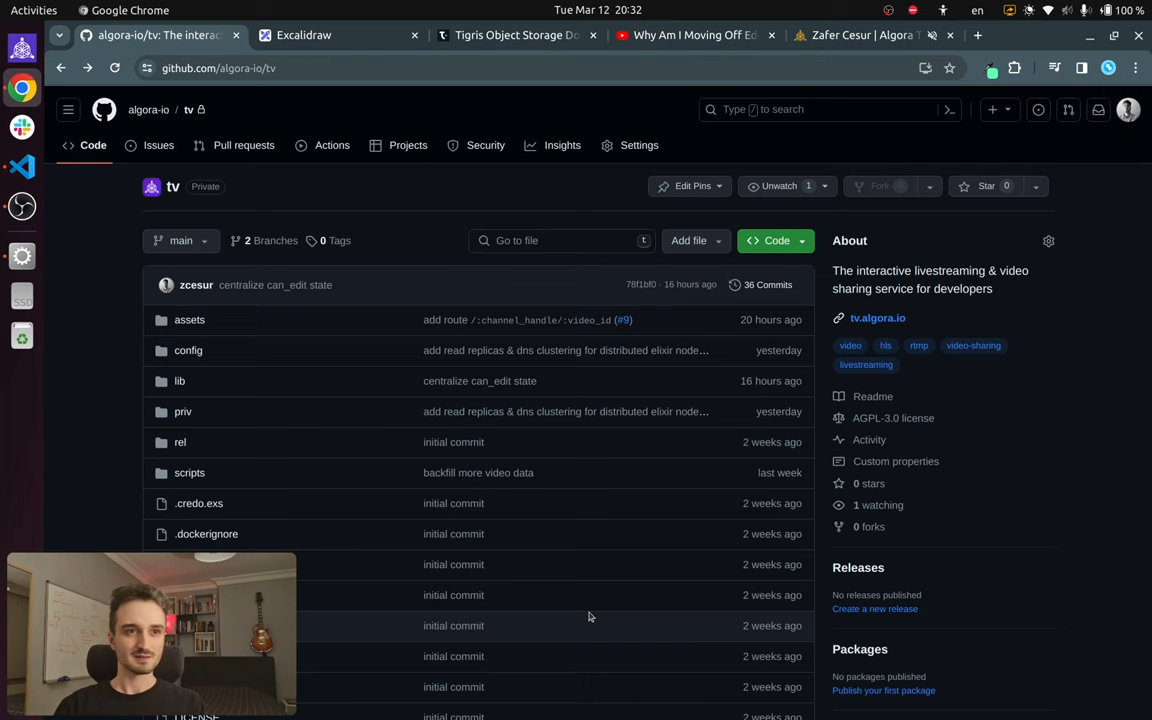 Activities Google Chrome Tue Mar 12 20:32 en 100 %
algora-io/tv: The interac Excalidraw Tigris Object Storage Do Why Am I Moving Off Ed Zafer Cesur | Algora T
github.com/algora-io/tv
algora-io / tv Type / to search
Code Issues Pull requests Actions Projects Security Insights Settings
tv Private Edit Pins Unwatch 1 Fork 0 Star 0
main 2 Branches 0 Tags Go to file t Add file Code
About
The interactive livestreaming & video
sharing service for developers
tv.algora.io
video hls rtmp video-sharing
livestreaming
Readme
AGPL-3.0 license
Activity
Custom properties
0 stars
1 watching
0 forks
Releases
No releases published
Create a new release
Packages
No packages published
Publish your first package
zcesur centralize can_edit state 78f1bf0 · 16 hours ago 36 Commits
assets add route /:channel_handle/:video_id (#9) 20 hours ago
config add read replicas & dns clustering for distributed elixir node... yesterday
lib centralize can_edit state 16 hours ago
priv add read replicas & dns clustering for distributed elixir node... yesterday
rel initial commit 2 weeks ago
scripts backfill more video data last week
.credo.exs initial commit 2 weeks ago
.dockerignore initial commit 2 weeks ago
initial commit 2 weeks ago
initial commit 2 weeks ago
initial commit 2 weeks ago
initial commit 2 weeks ago
initial commit 2 weeks ago
LICENSE initial commit 2 weeks ago
SSD